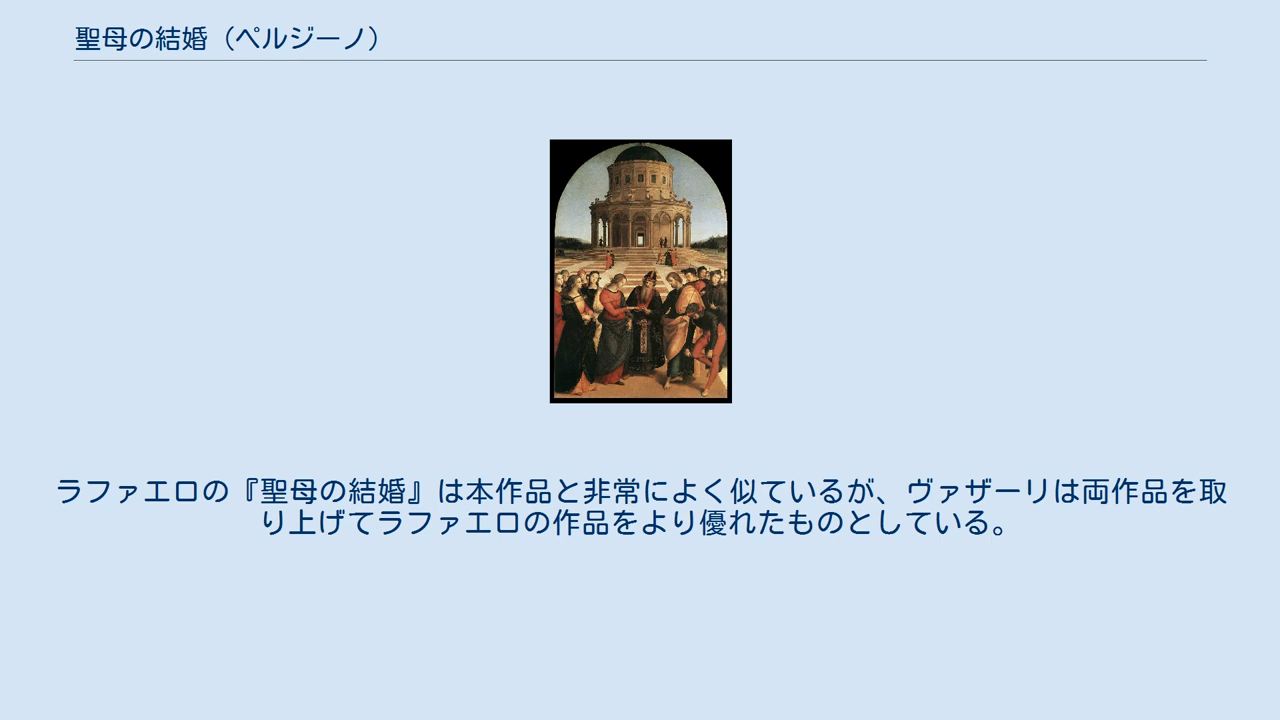 聖母の結婚（ペルジーノ）
ラファエロの『聖母の結婚』は本作品と非常によく似ているが、ヴァザーリは両作品を取
り上げてラファエロの作品をより優れたものとしている。